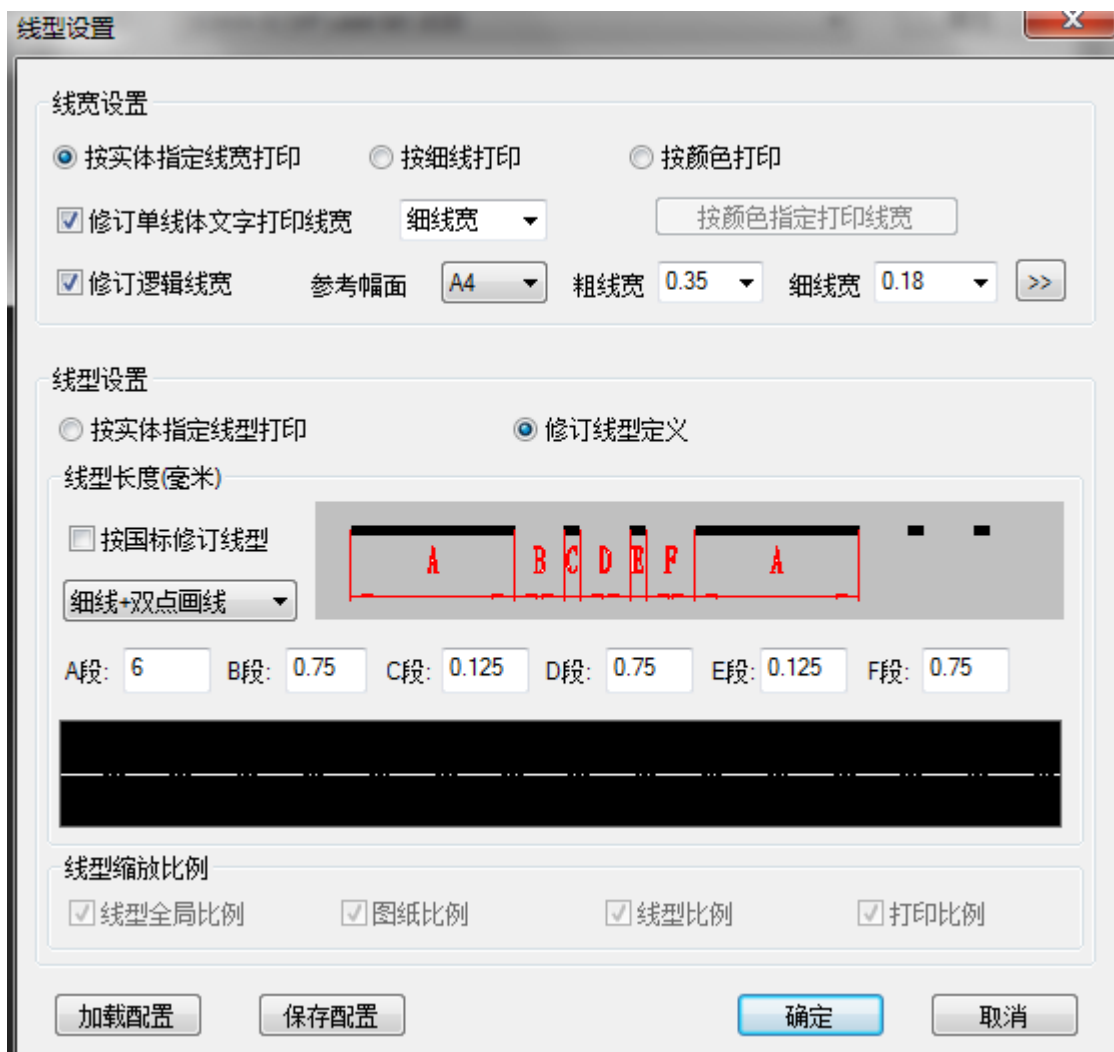 线型设置
线宽设置
按实体指定线宽打印 按细线打印 按颜色打印
修订单线体文字打印线宽 细线宽 按颜色指定打印线宽
修订逻辑线宽 参考幅面 A4 粗线宽 0.35 细线宽 0.18 >>
线型设置
按实体指定线型打印 修订线型定义
线型长度(毫米)
按国标修订线型
A B C D E F A
细线+双点画线
A段: 6 B段: 0.75 C段: 0.125 D段: 0.75 E段: 0.125 F段: 0.75
线型缩放比例
线型全局比例 图纸比例 线型比例 打印比例
加载配置 保存配置 确定 取消